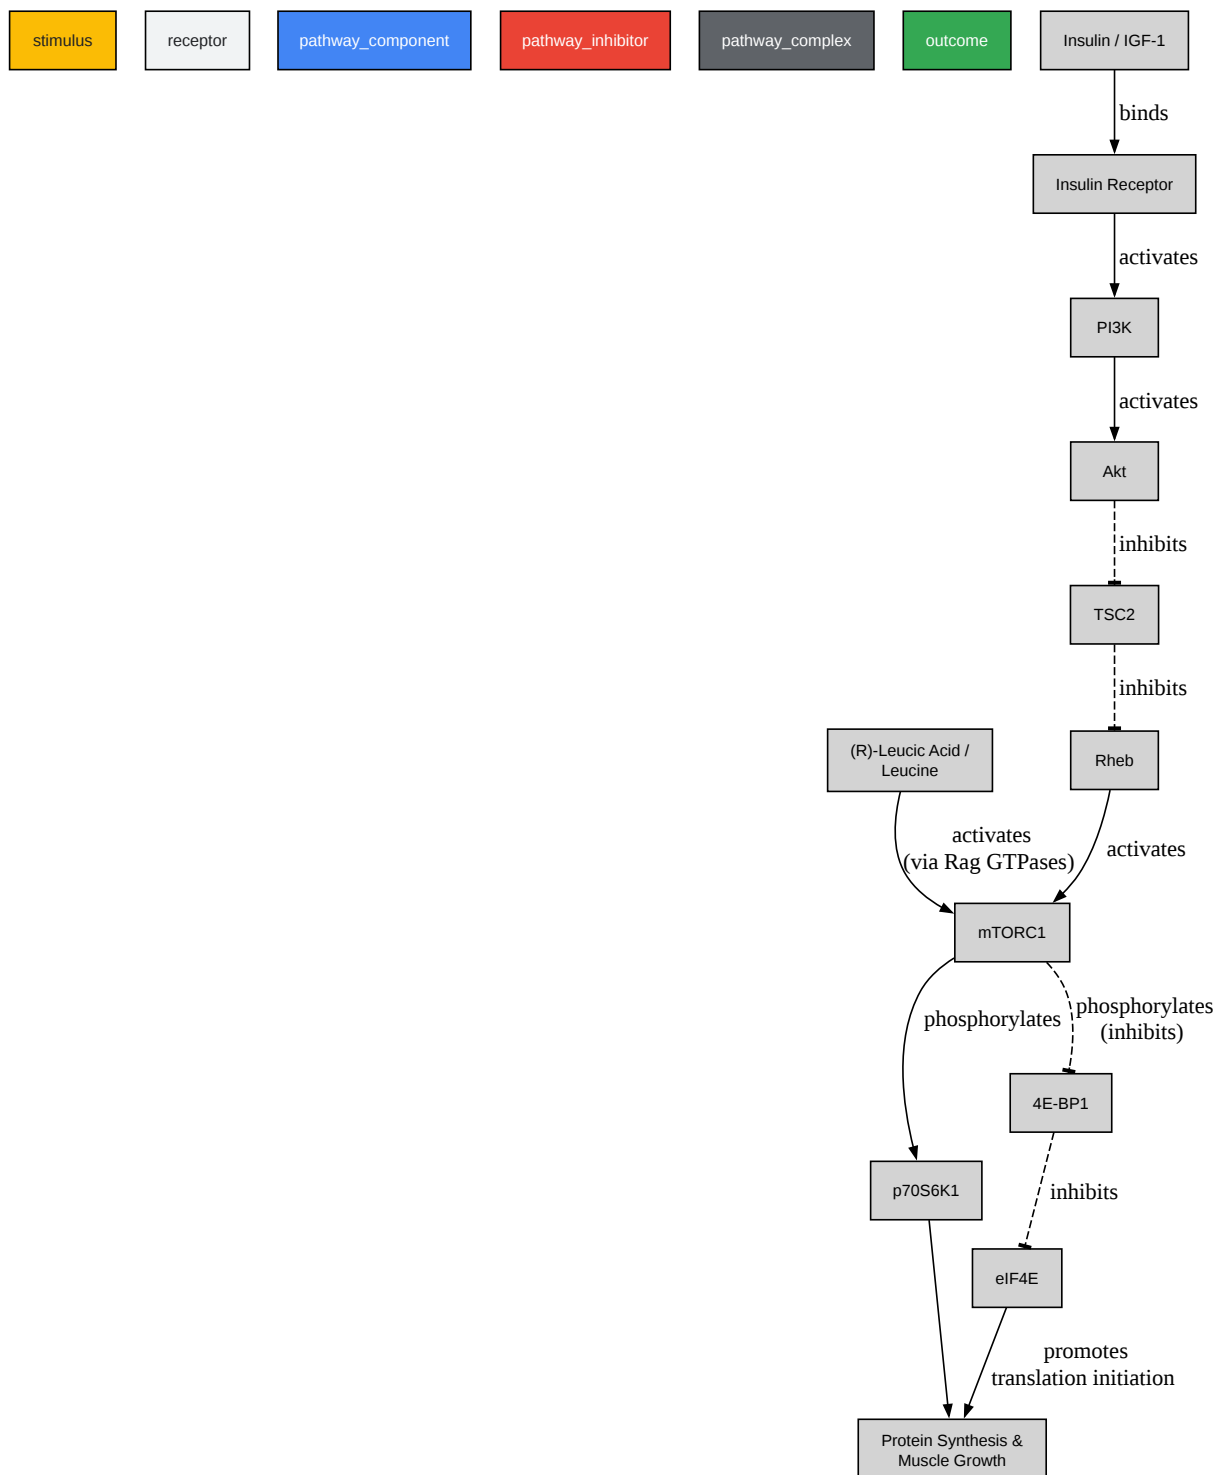 stimulus
receptor
pathway_component
pathway_inhibitor
pathway_complex
outcome
Insulin / IGF-1
binds
Insulin Receptor
activates
PI3K
activates
Akt
inhibits
TSC2
inhibits
(R)-Leucic Acid /
Leucine
Rheb
activates
(via Rag GTPases)
activates
mTORC1
phosphorylates
phosphorylates
(inhibits)
4E-BP1
p70S6K1
inhibits
eIF4E
promotes
translation initiation
Protein Synthesis &
Muscle Growth